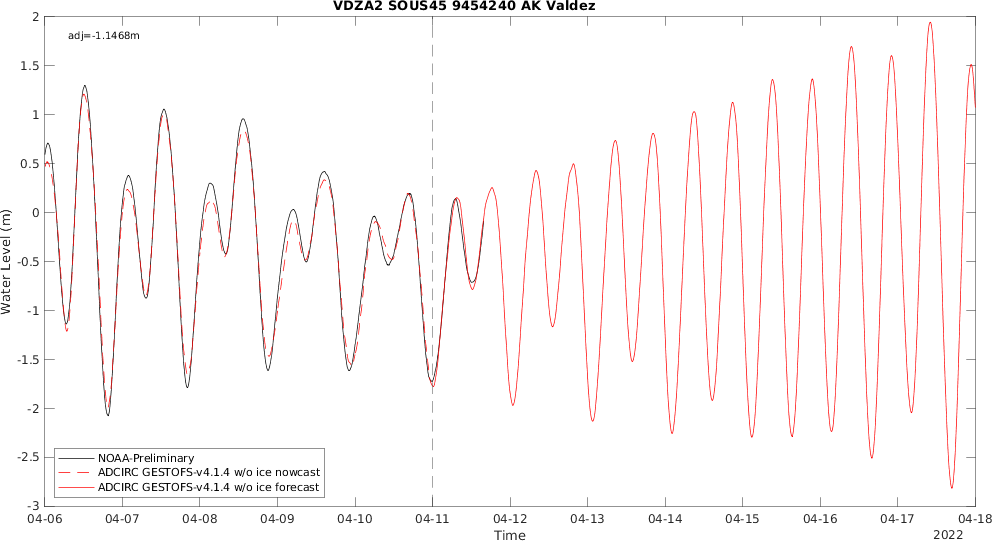 VDZA2 SOUS45 9454240 AK Valdez
adj=-1.1468m
2
1.5
1
0.5
0
-0.5
-1
-1.5
-2
-2.5
-3
Water Level (m)
NOAA-Preliminary
ADCIRC GESTOFS-v4.1.4 w/o ice nowcast
ADCIRC GESTOFS-v4.1.4 w/o ice forecast
04-06 04-07 04-08 04-09 04-10 04-11 04-12 04-13 04-14 04-15 04-16 04-17 04-18
Time
2022